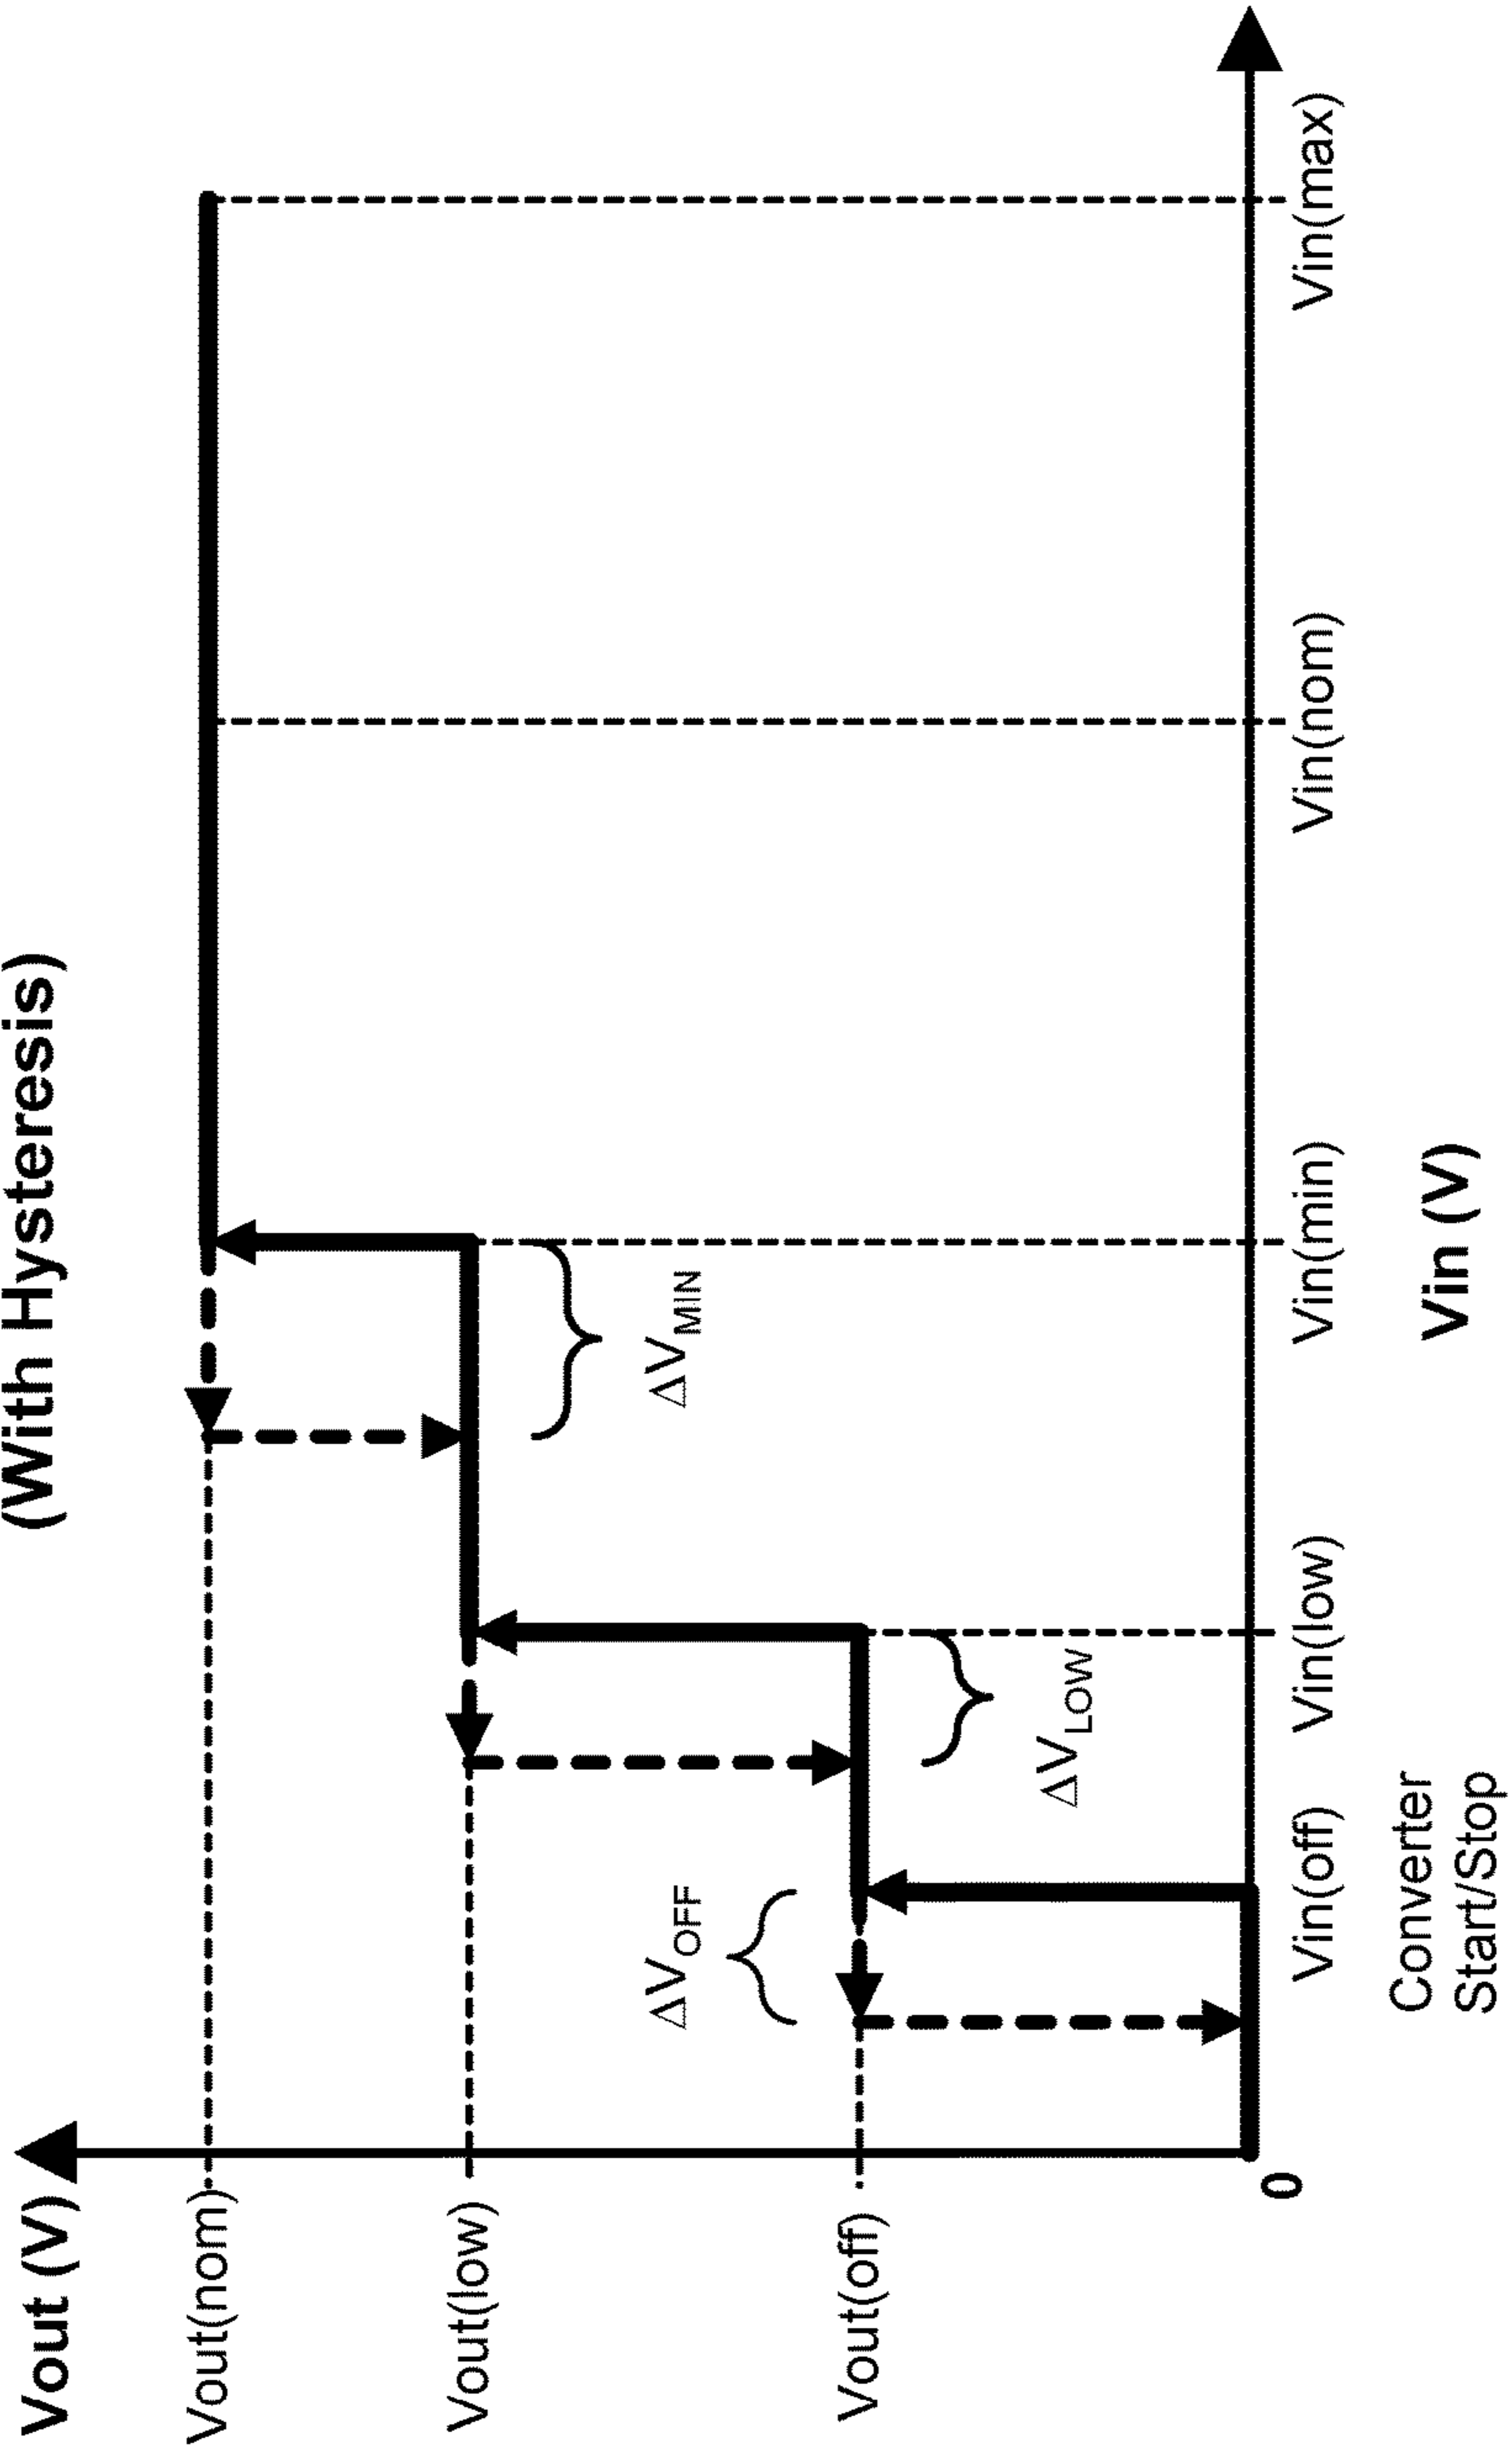 (With Hysteresis)
Vout (V)
Vout(nom)
Vout(low)
Vout(off)
ΔVMIN
ΔVOFF
ΔVLOW
0
Vin(off)
Vin(low)
Vin(min)
Vin(nom)
Vin(max)
Converter
Start/Stop
Vin (V)